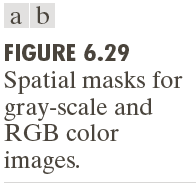 a b
FIGURE 6.29
Spatial masks for
gray-scale and
RGB color
images.